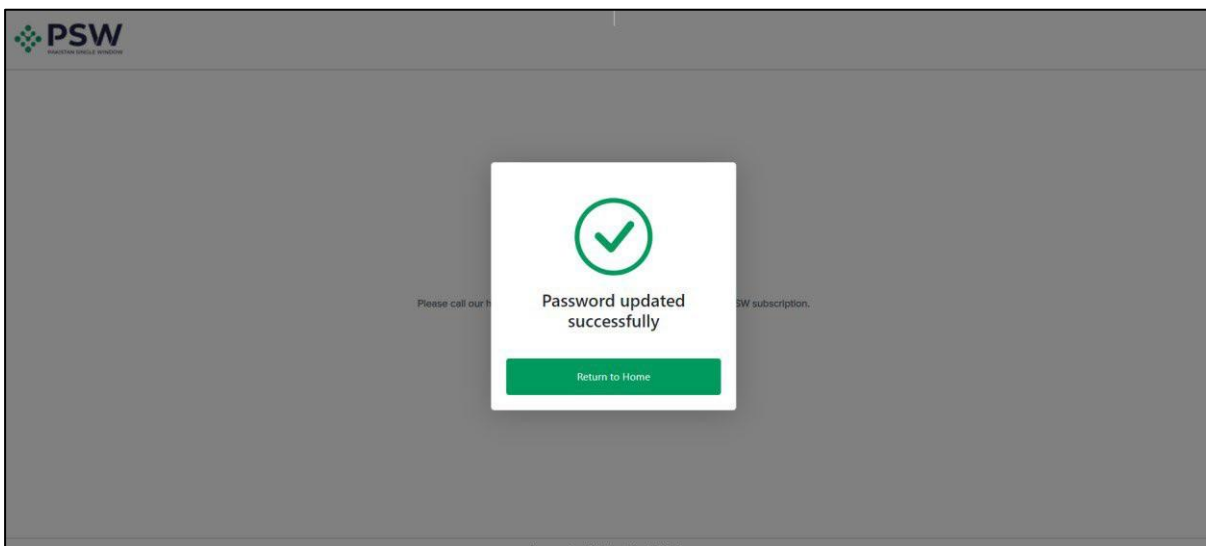 PSW
PAKISTAN SINGLE WINDOW
Please call our h
SW subscription.
Password updated
successfully
Return to Home